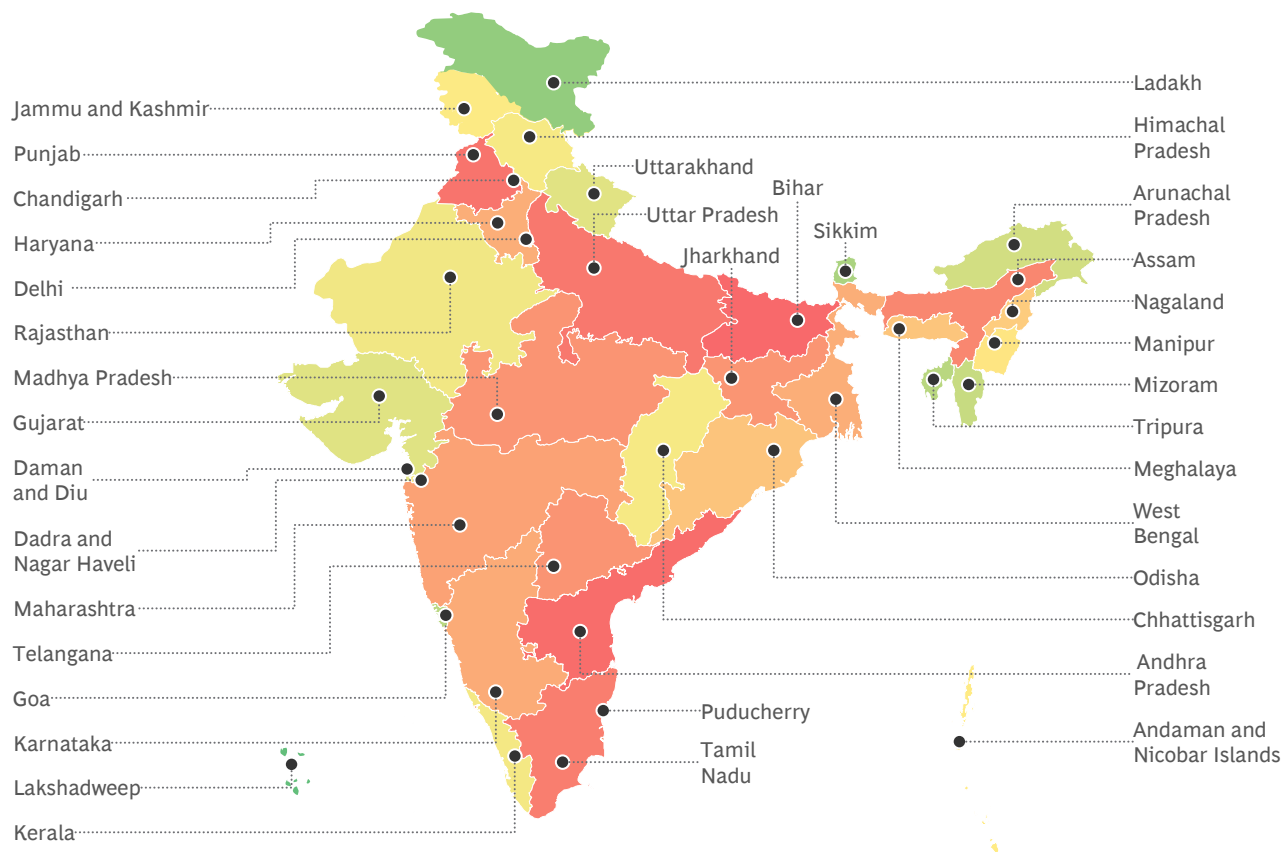 Jammu and Kashmir
Punjab
Chandigarh
Haryana
Delhi
Rajasthan
Madhya Pradesh
Gujarat
Daman
and Diu
Dadra and
Nagar Haveli
Maharashtra
Telangana
Goa
Karnataka
Lakshadweep
Kerala
Uttarakhand
Uttar Pradesh
Bihar
Jharkhand
Sikkim
Puducherry
Tamil
Nadu
Ladakh
Himachal
Pradesh
Arunachal
Pradesh
Assam
Nagaland
Manipur
Mizoram
Tripura
Meghalaya
West
Bengal
Odisha
Chhattisgarh
Andhra
Pradesh
Andaman and
Nicobar Islands